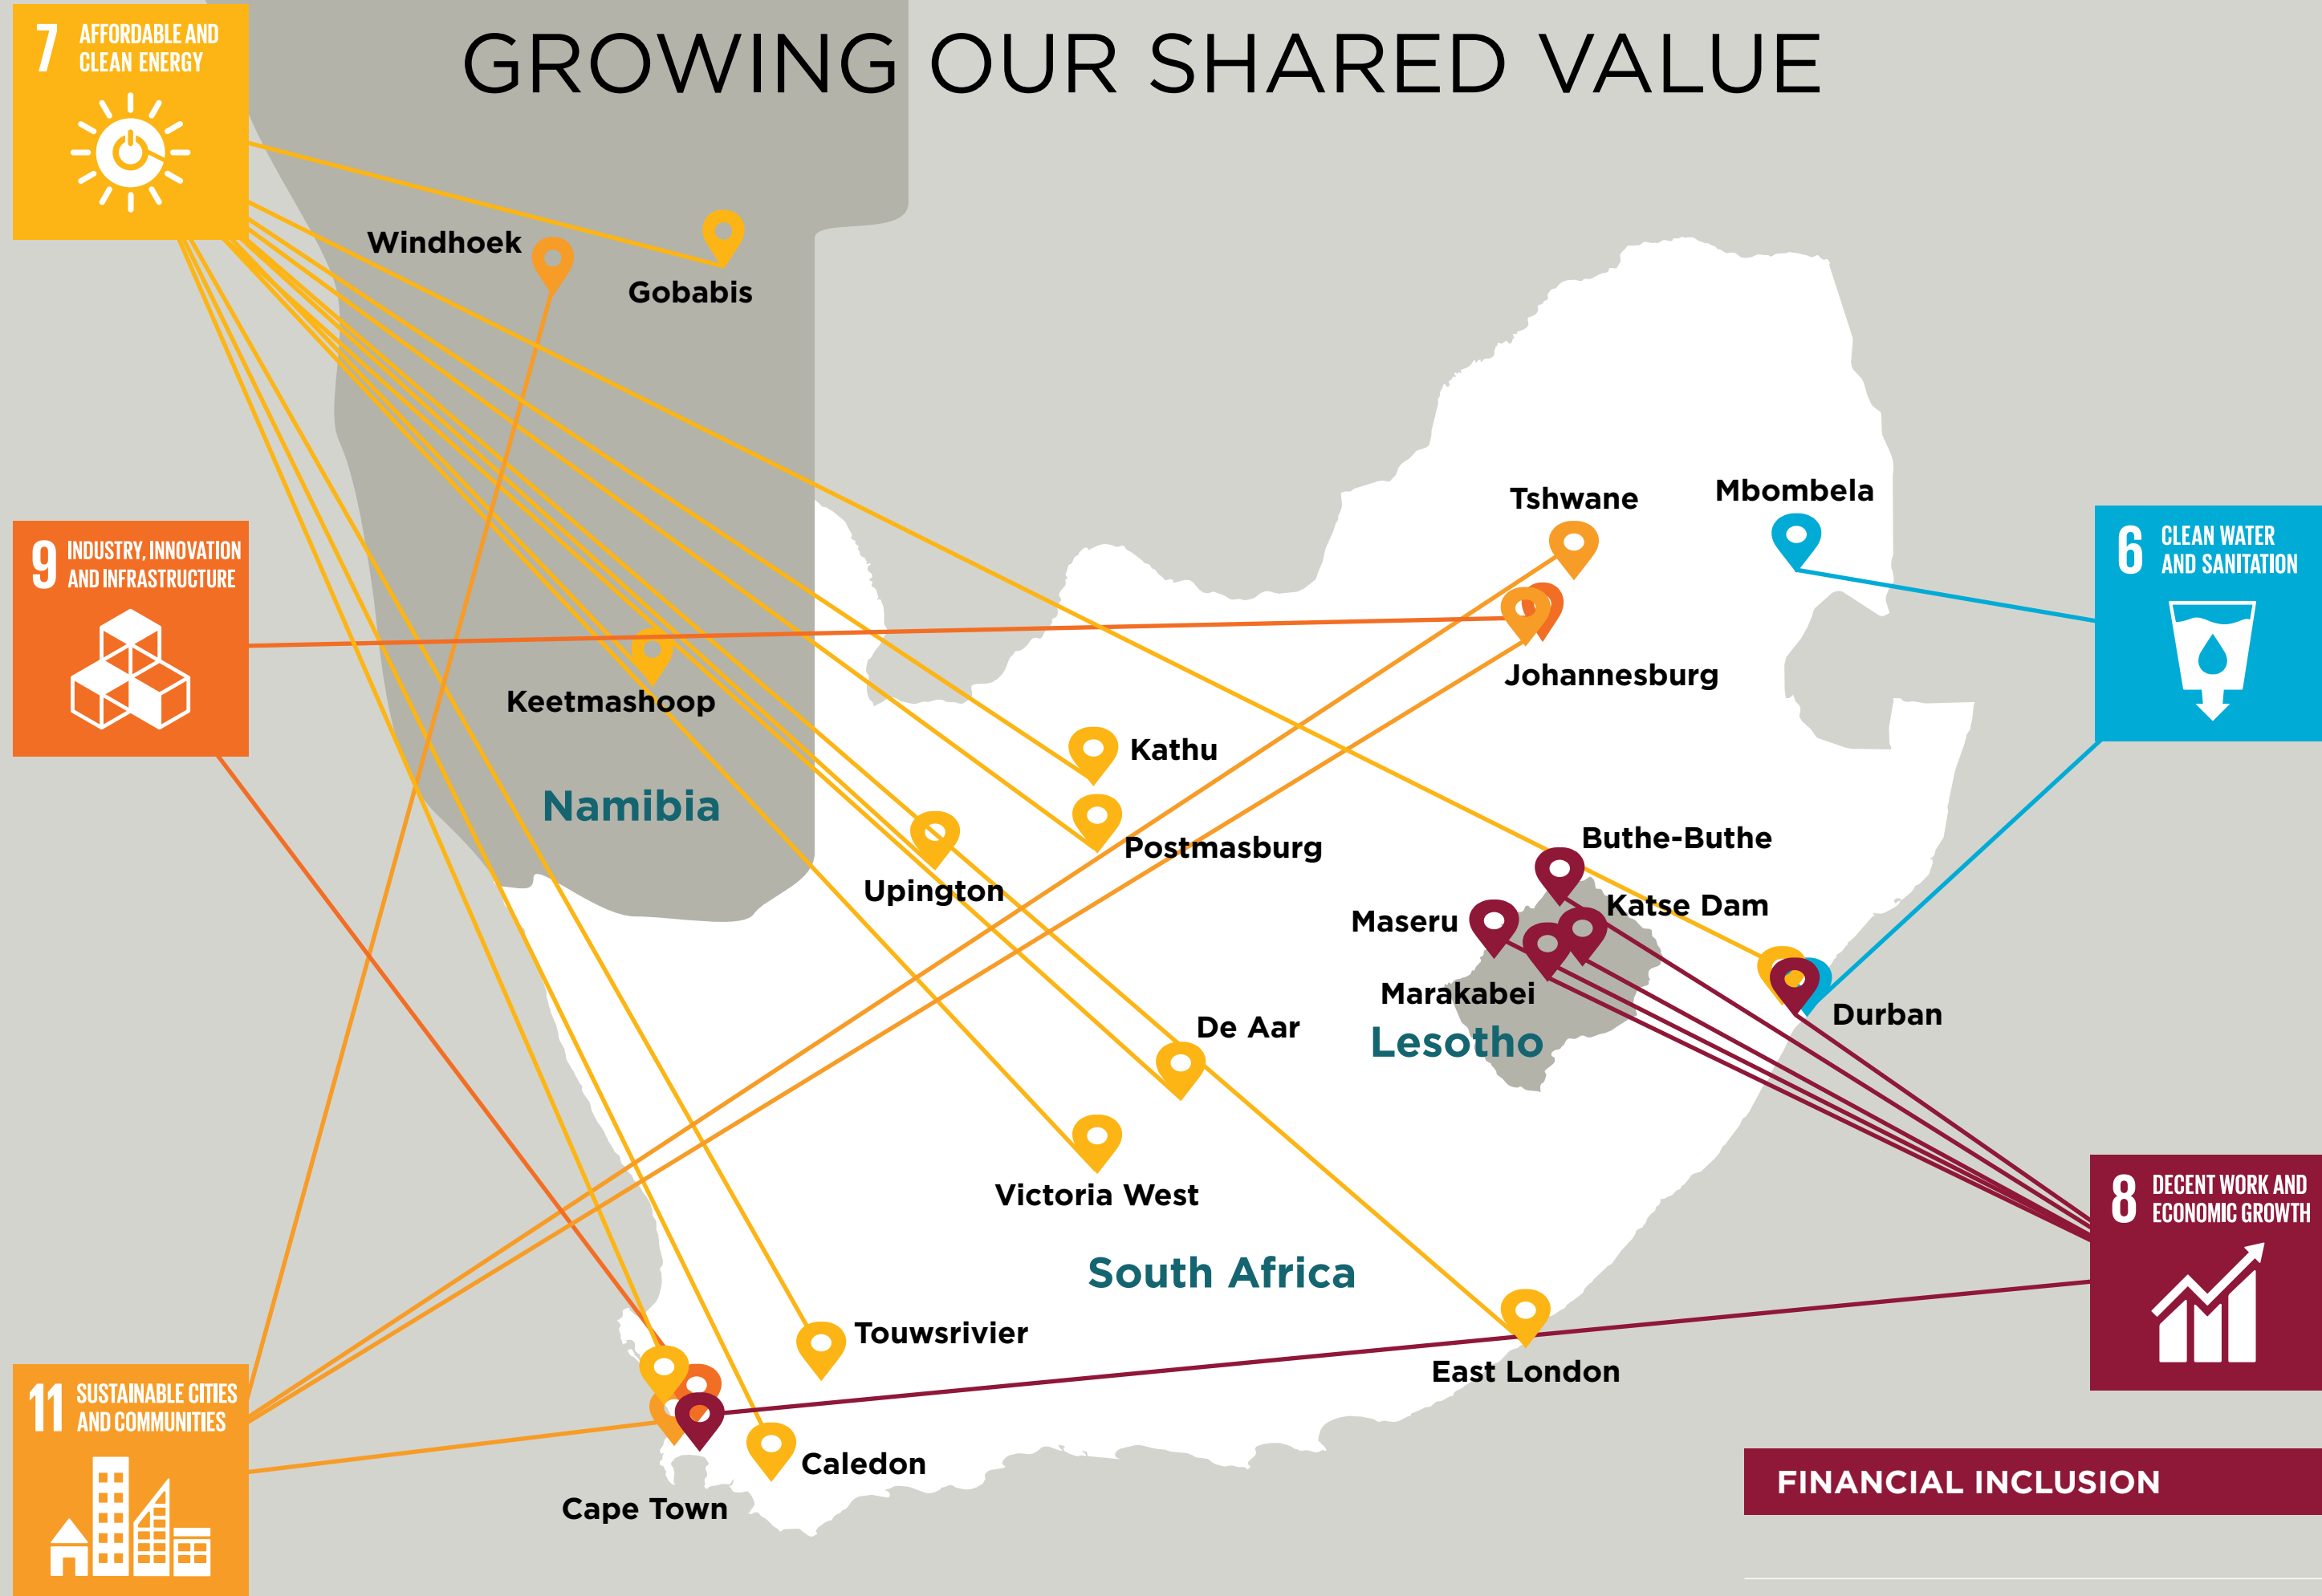 GROWING OUR SHARED VALUE
7 AFFORDABLE AND
CLEAN ENERGY
Windhoek
Gobabis
Tshwane
Mbombela
9 INDUSTRY, INNOVATION
AND INFRASTRUCTURE
6 CLEAN WATER
AND SANITATION
Johannesburg
Keetmashoop
Kathu
Namibia
Postmasburg
Buthe-Buthe
Upington
Katse Dam
Maseru
Marakabei
Durban
De Aar
Lesotho
Victoria West
8 DECENT WORK AND
ECONOMIC GROWTH
South Africa
Touwsrivier
East London
11 SUSTAINABLE CITIES
AND COMMUNITIES
Caledon
FINANCIAL INCLUSION
Cape Town